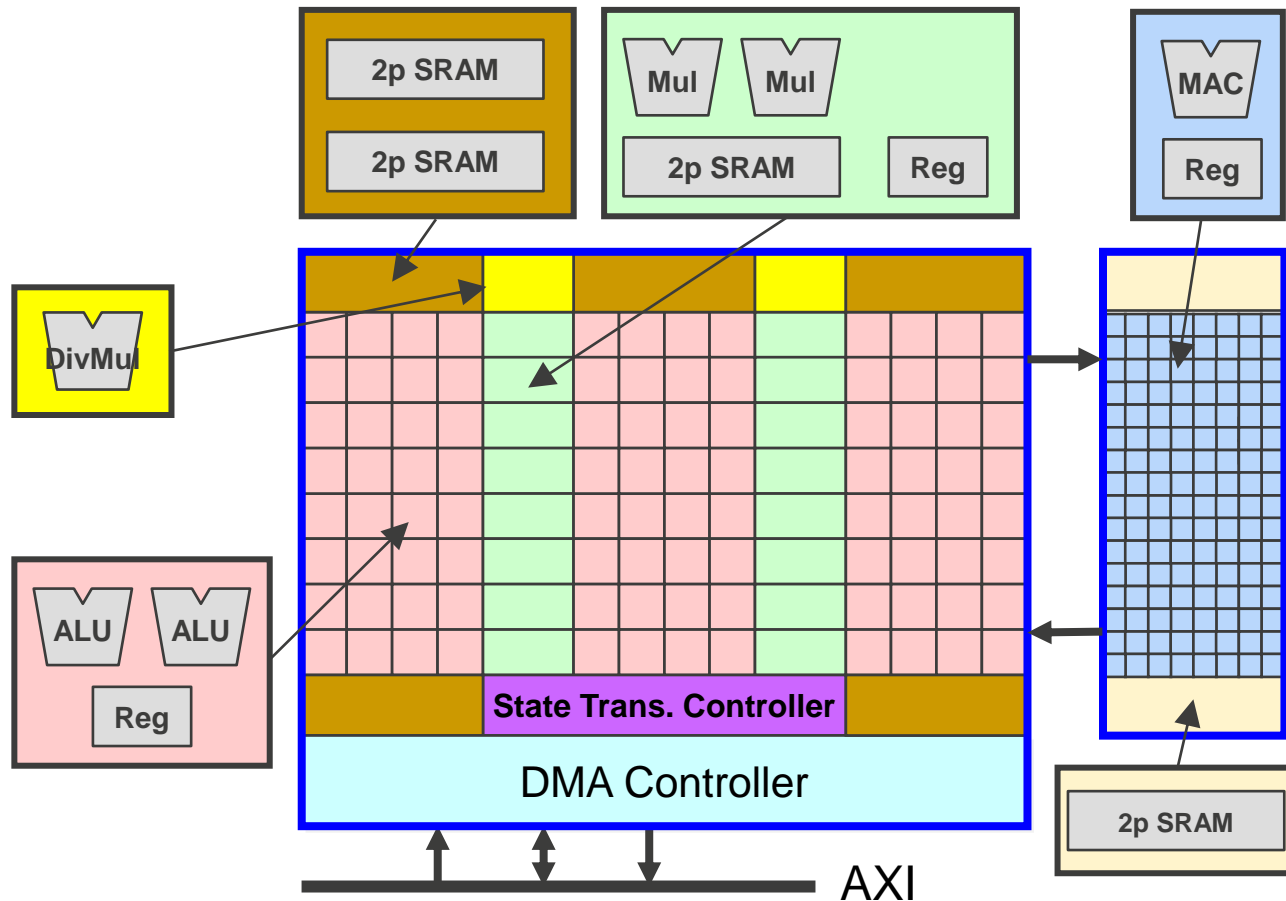 2p SRAM
2p SRAM
Mul Mul
2p SRAM Reg
MAC
Reg
DivMul
ALU ALU
Reg
State Trans. Controller
DMA Controller
2p SRAM
AXI